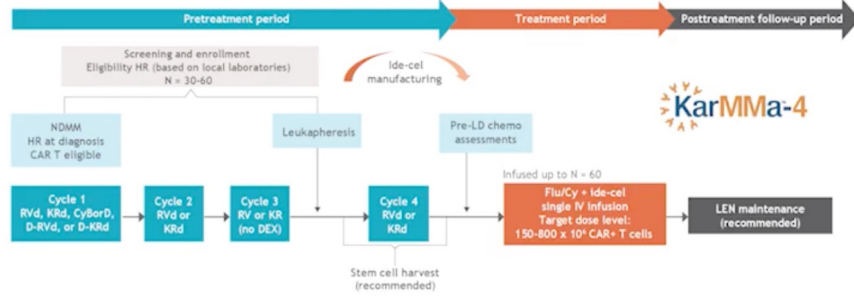 Pretreatment period
Treatment period
Posttreatment follow-up period
Screening and enrollment
Eligibility HR (based on local laboratories)
N = 30-60
Ide-cel
manufacturing
KarMMa-4
NDMM
HR at diagnosis
CAR T eligible
Leukapheresis
Pre-LD chemo
assessments
Cycle 1
RVd, KRd, CyBorD,
D-RVd, or D-KRd
Cycle 2
RVd or
KRd
Cycle 3
RV or KR
(no DEX)
Cycle 4
RVd or
KRd
Infused up to N = 60
Flu/Cy + ide-cel
single IV infusion
Target dose level:
150-800 x 10⁶ CAR+ T cells
LEN maintenance
(recommended)
Stem cell harvest
(recommended)